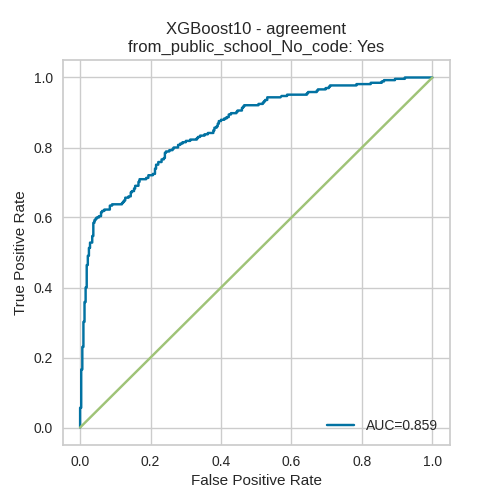 XGBoost10 - agreement
from_public_school_No_code: Yes
True Positive Rate
1.0
0.8
0.6
0.4
0.2
0.0
AUC=0.859
0.0 0.2 0.4 0.6 0.8 1.0
False Positive Rate